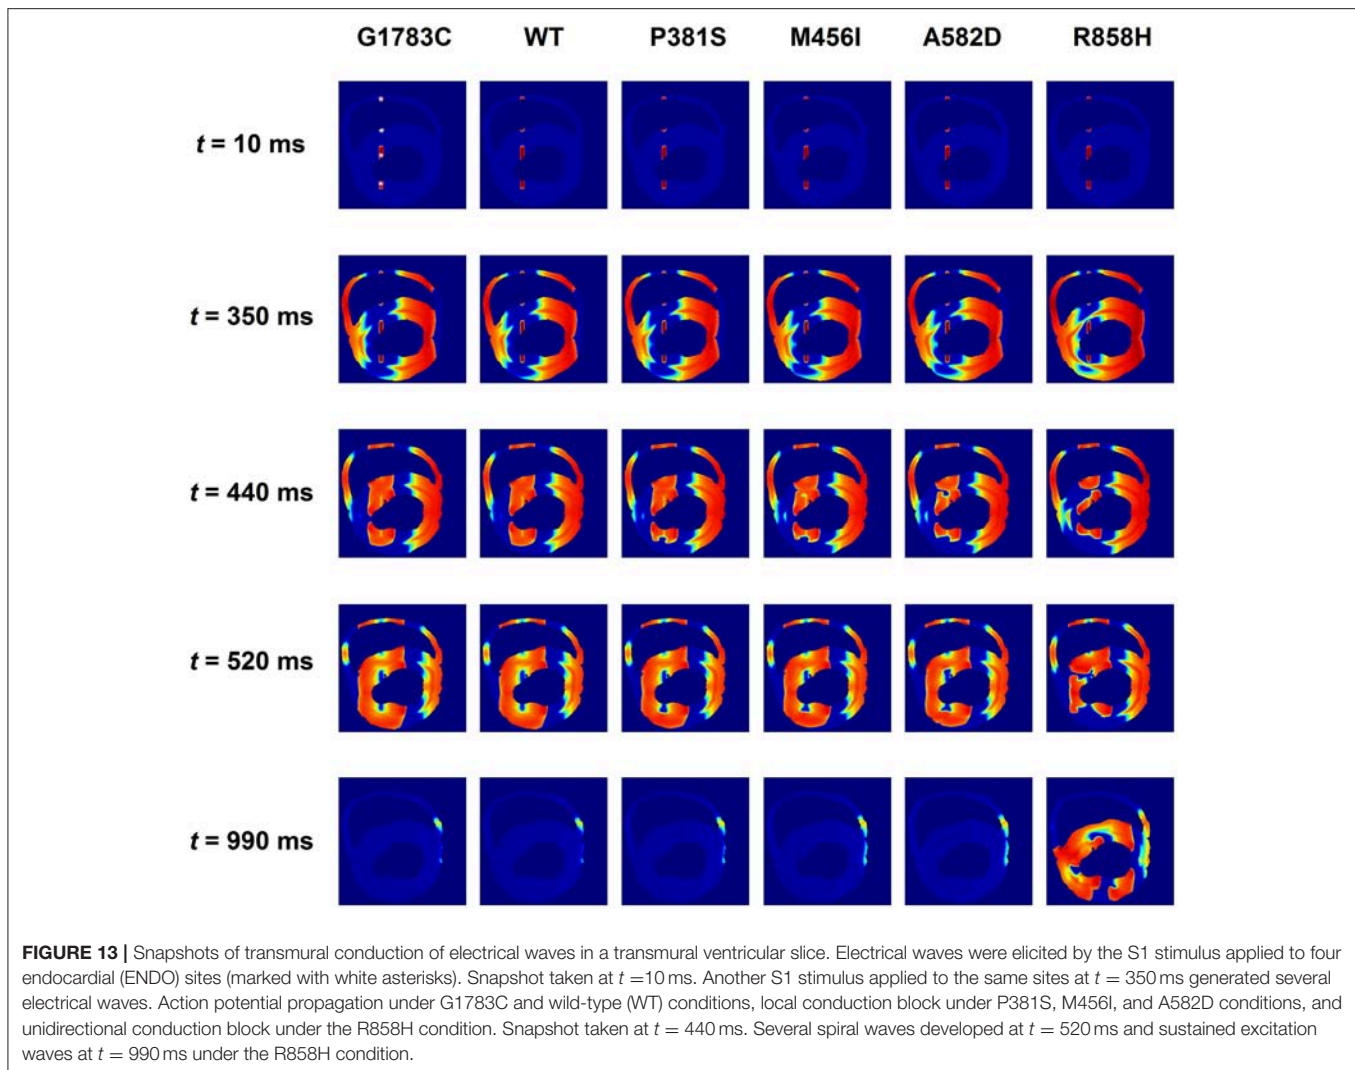 G1783C WT P381S M456I A582D R858H
t = 10 ms
t = 350 ms
t = 440 ms
t = 520 ms
t = 990 ms
FIGURE 13 | Snapshots of transmural conduction of electrical waves in a transmural ventricular slice. Electrical waves were elicited by the S1 stimulus applied to four
endocardial (ENDO) sites (marked with white asterisks). Snapshot taken at t =10 ms. Another S1 stimulus applied to the same sites at t = 350 ms generated several
electrical waves. Action potential propagation under G1783C and wild-type (WT) conditions, local conduction block under P381S, M456I, and A582D conditions, and
unidirectional conduction block under the R858H condition. Snapshot taken at t = 440 ms. Several spiral waves developed at t = 520 ms and sustained excitation
waves at t = 990 ms under the R858H condition.